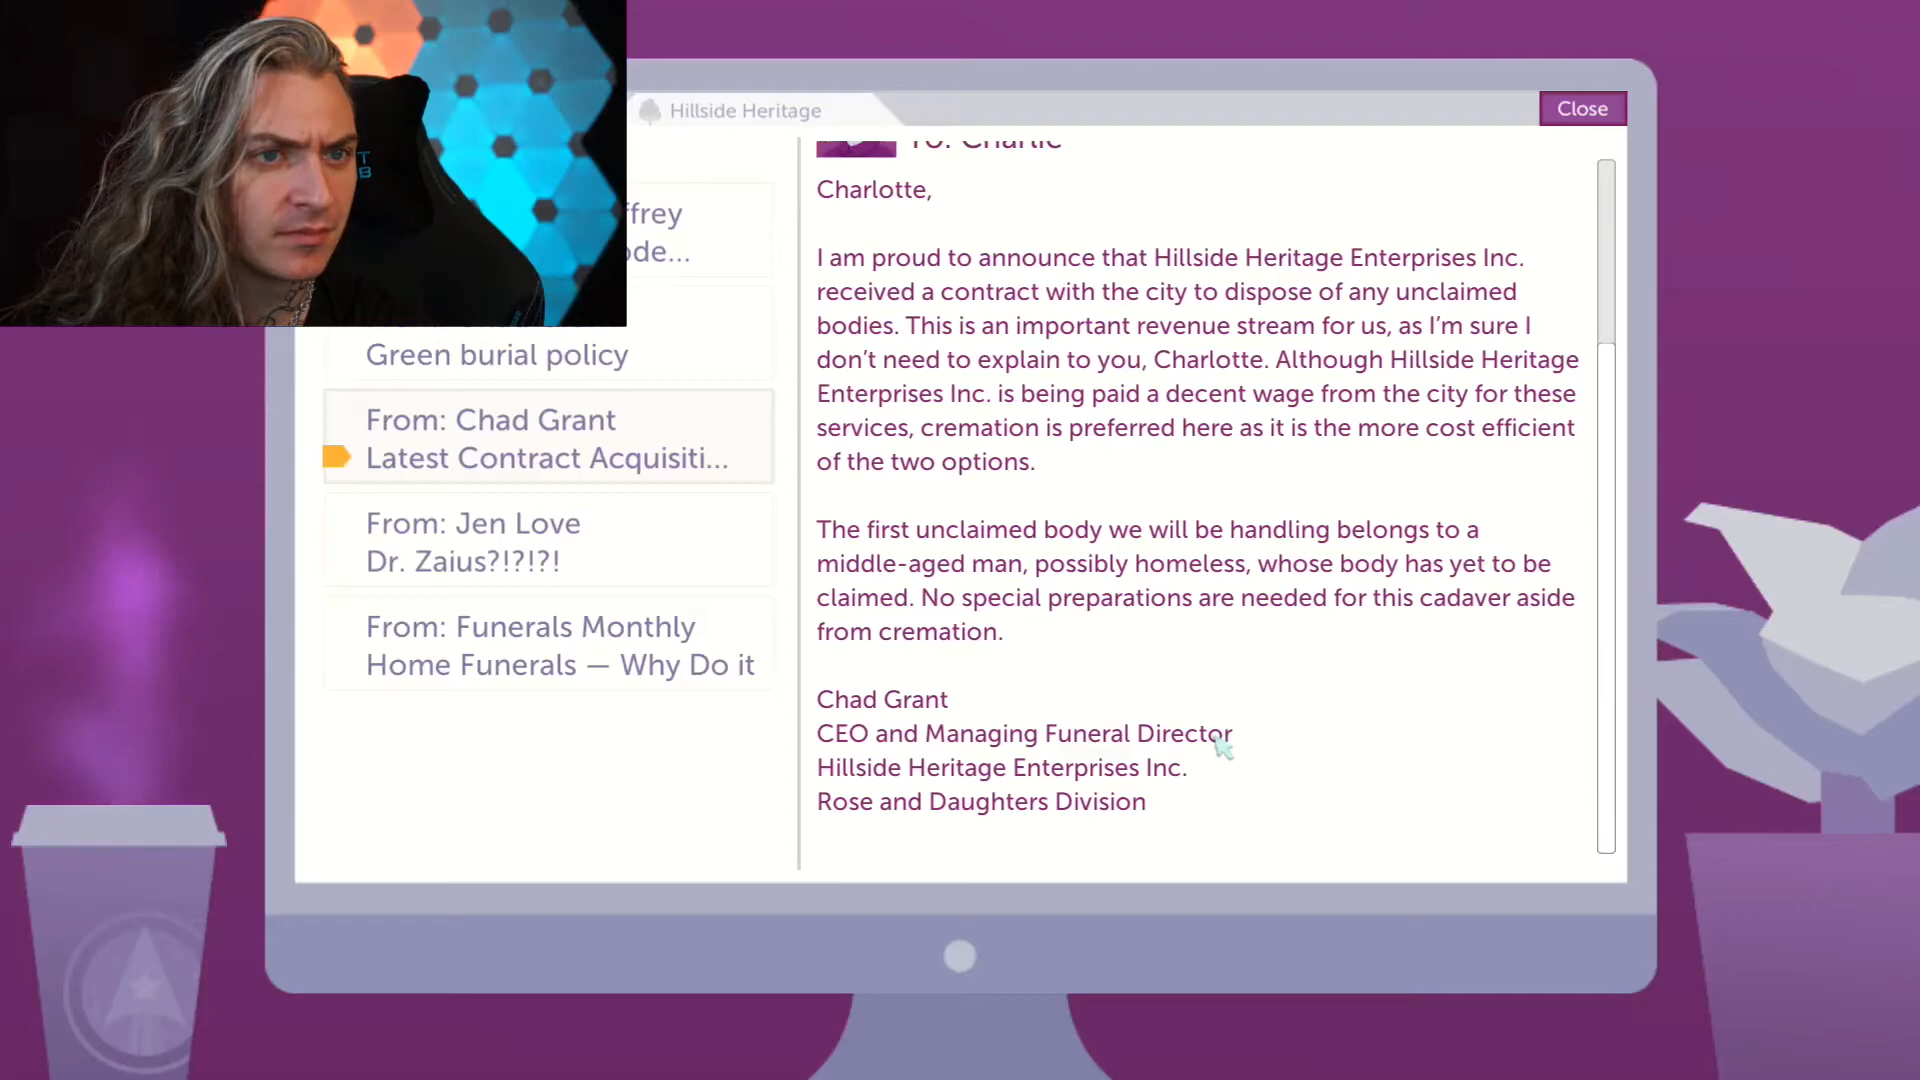 Hillside Heritage
Close
ffrey
ode...
Green burial policy
From: Chad Grant
Latest Contract Acquisiti...
From: Jen Love
Dr. Zaius?!?!?!
From: Funerals Monthly
Home Funerals — Why Do it
To: Charlie
Charlotte,
I am proud to announce that Hillside Heritage Enterprises Inc.
received a contract with the city to dispose of any unclaimed
bodies. This is an important revenue stream for us, as I'm sure I
don't need to explain to you, Charlotte. Although Hillside Heritage
Enterprises Inc. is being paid a decent wage from the city for these
services, cremation is preferred here as it is the more cost efficient
of the two options.
The first unclaimed body we will be handling belongs to a
middle-aged man, possibly homeless, whose body has yet to be
claimed. No special preparations are needed for this cadaver aside
from cremation.
Chad Grant
CEO and Managing Funeral Director
Hillside Heritage Enterprises Inc.
Rose and Daughters Division